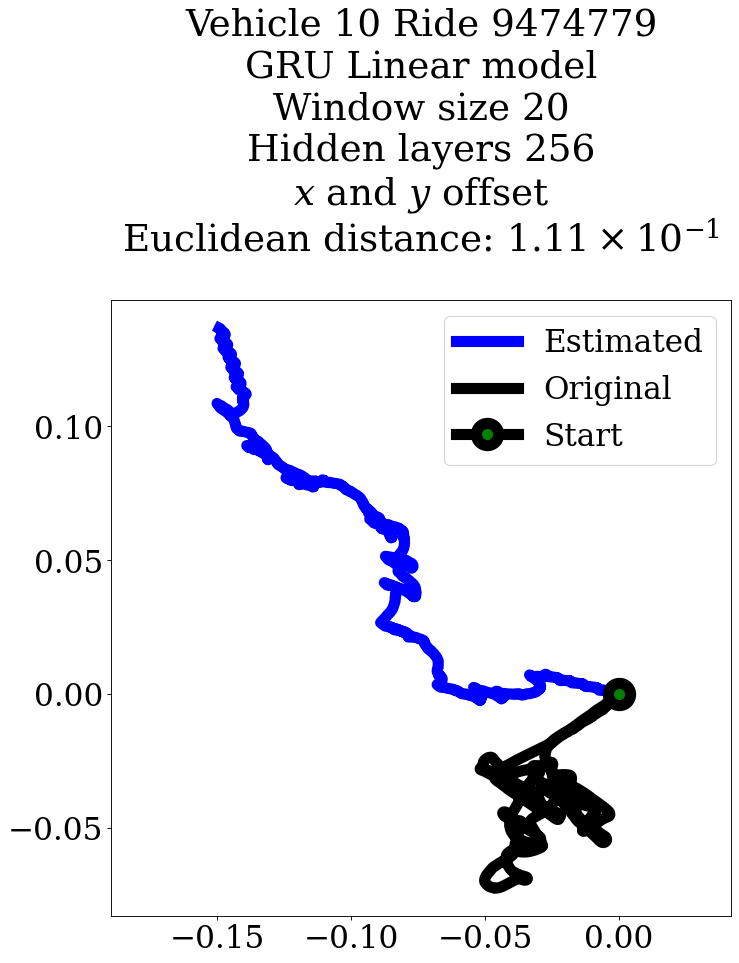 Vehicle 10 Ride 9474779
GRU Linear model
Window size 20
Hidden layers 256
x and y offset
Euclidean distance: 1.11 × 10⁻¹
Estimated
Original
Start
0.10
0.05
0.00
−0.05
−0.15 −0.10 −0.05 0.00